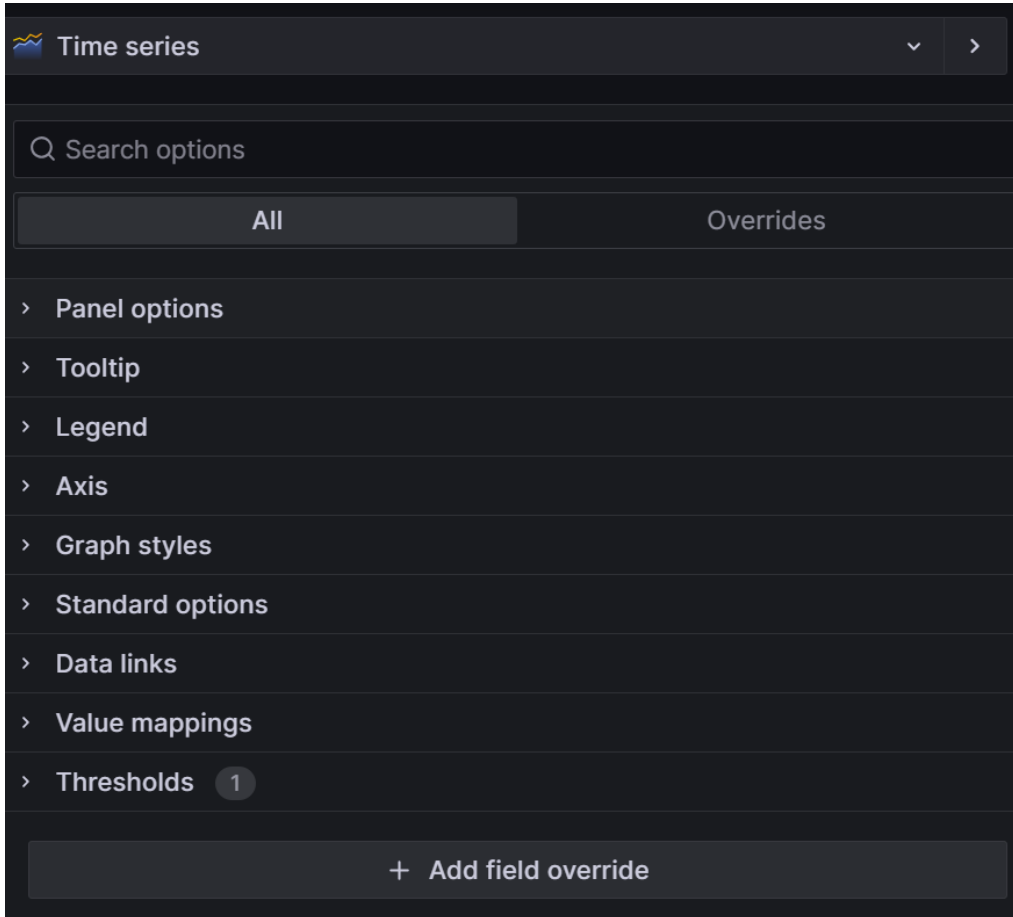 Time series
Search options
All Overrides
Panel options
Tooltip
Legend
Axis
Graph styles
Standard options
Data links
Value mappings
Thresholds 1
+ Add field override